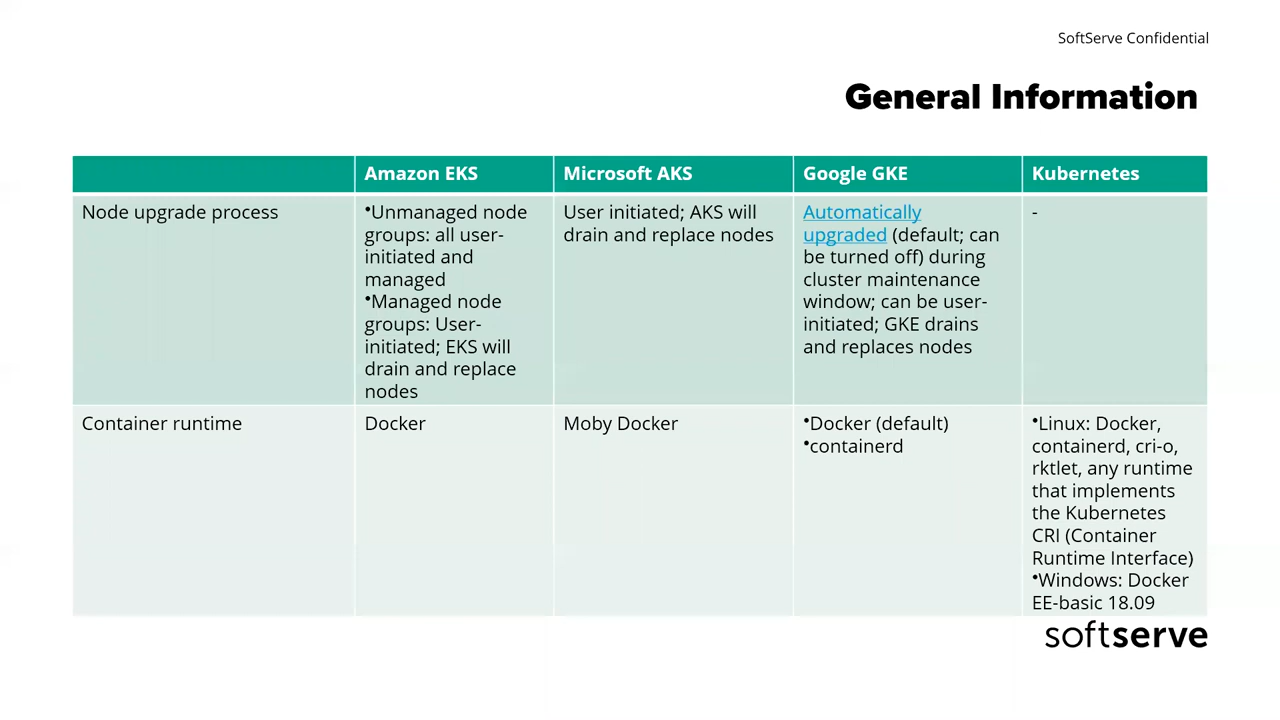 SoftServe Confidential
General Information
Amazon EKS
Microsoft AKS
Google GKE
Kubernetes
Node upgrade process
•Unmanaged node
groups: all user-
initiated and
managed
•Managed node
groups: User-
initiated; EKS will
drain and replace
nodes
User initiated; AKS will
drain and replace nodes
Automatically
upgraded (default; can
be turned off) during
cluster maintenance
window; can be user-
initiated; GKE drains
and replaces nodes
-
Container runtime
Docker
Moby Docker
•Docker (default)
•containerd
•Linux: Docker,
containerd, cri-o,
rktlet, any runtime
that implements
the Kubernetes
CRI (Container
Runtime Interface)
•Windows: Docker
EE-basic 18.09
softserve